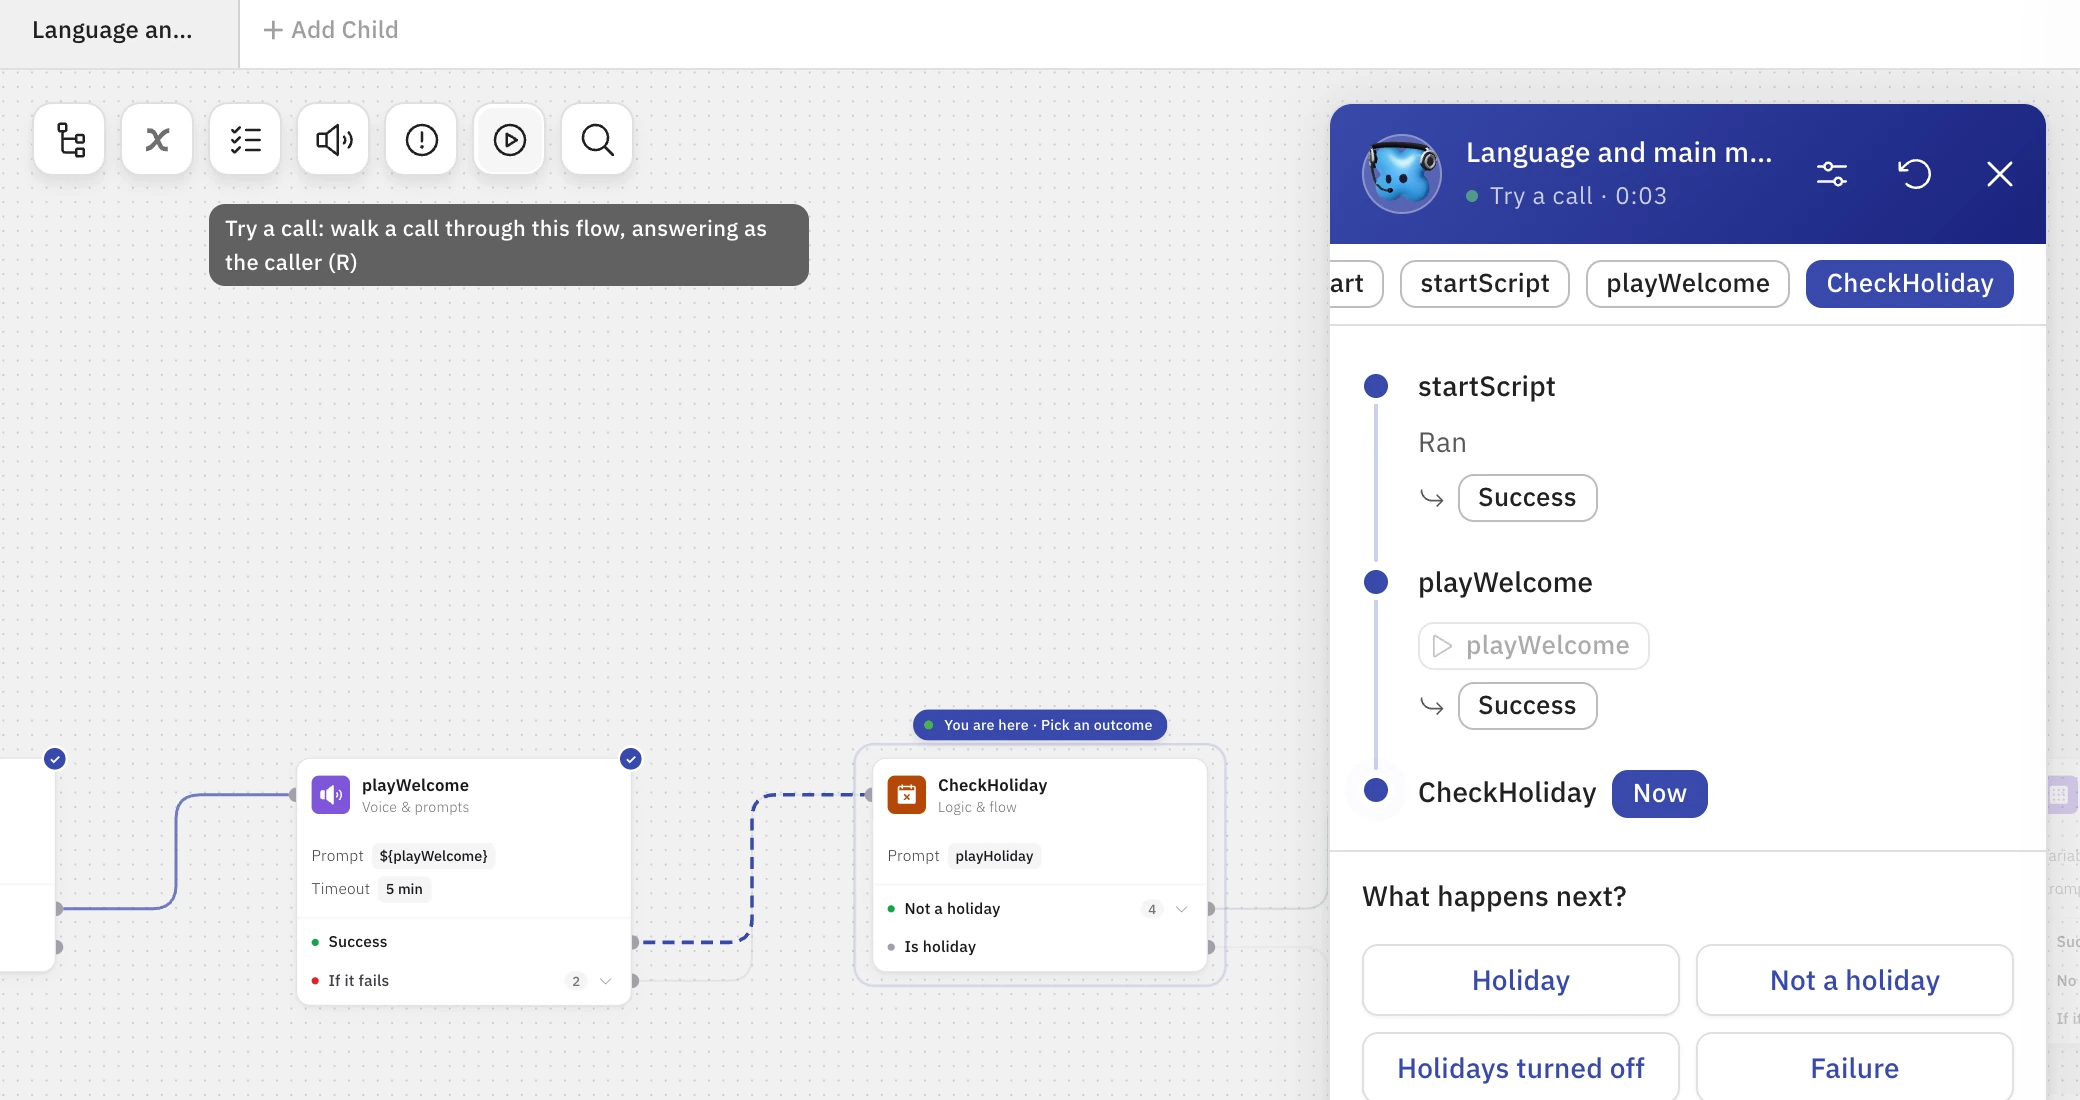 Language an...
Add Child
Try a call: walk a call through this flow, answering as
the caller (R)
Language and main m...
Try a call · 0:03
art
startScript
playWelcome
CheckHoliday
startScript
Ran
Success
playWelcome
playWelcome
Success
CheckHoliday
Now
What happens next?
Holiday
Not a holiday
Holidays turned off
Failure
playWelcome
Voice & prompts
Prompt ${playWelcome}
Timeout 5 min
Success
If it fails 2
You are here · Pick an outcome
CheckHoliday
Logic & flow
Prompt playHoliday
Not a holiday 4
Is holiday
No
If it